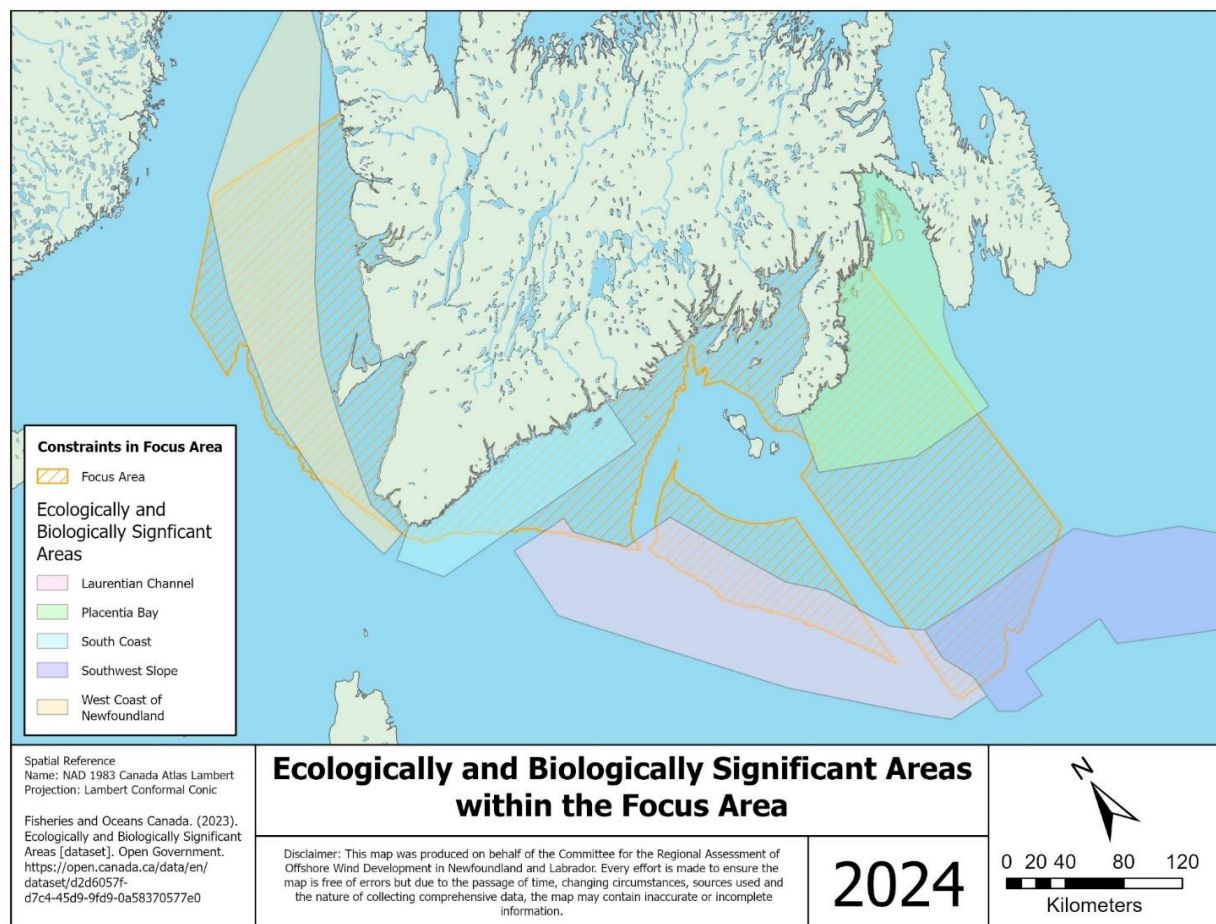 Constraints in Focus Area
Focus Area
Ecologically and
Biologically Signficant
Areas
Laurentian Channel
Placentia Bay
South Coast
Southwest Slope
West Coast of
Newfoundland
Spatial Reference
Name: NAD 1983 Canada Atlas Lambert
Projection: Lambert Conformal Conic
Fisheries and Oceans Canada. (2023).
Ecologically and Biologically Significant
Areas [dataset]. Open Government.
https://open.canada.ca/data/en/
dataset/d2d6057f-
d7c4-45d9-9fd9-0a58370577e0
Ecologically and Biologically Significant Areas
within the Focus Area
Disclaimer: This map was produced on behalf of the Committee for the Regional Assessment of
Offshore Wind Development in Newfoundland and Labrador. Every effort is made to ensure the
map is free of errors but due to the passage of time, changing circumstances, sources used and
the nature of collecting comprehensive data, the map may contain inaccurate or incomplete
information.
2024
N
0 20 40 80 120
Kilometers